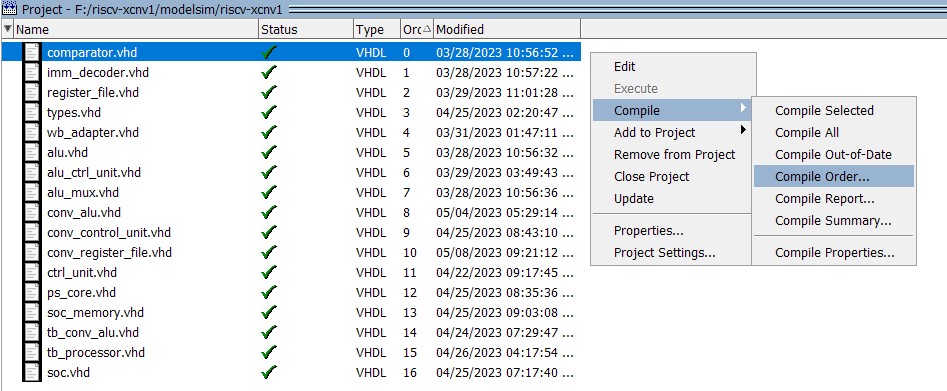 Project - F:/riscv-xcnv1/modelsim/riscv-xcnv1
Name Status Type Orc Modified
comparator.vhd VHDL 0 03/28/2023 10:56:52 ...
imm_decoder.vhd VHDL 1 03/28/2023 10:57:22 ...
register_file.vhd VHDL 2 03/29/2023 11:01:28 ...
types.vhd VHDL 3 04/25/2023 02:20:47 ...
wb_adapter.vhd VHDL 4 03/31/2023 01:47:11 ...
alu.vhd VHDL 5 03/28/2023 10:56:32 ...
alu_ctrl_unit.vhd VHDL 6 03/29/2023 03:49:43 ...
alu_mux.vhd VHDL 7 03/28/2023 10:56:36 ...
conv_alu.vhd VHDL 8 05/04/2023 05:29:14 ...
conv_control_unit.vhd VHDL 9 04/25/2023 08:43:10 ...
conv_register_file.vhd VHDL 10 05/08/2023 09:21:12 ...
ctrl_unit.vhd VHDL 11 04/22/2023 09:17:45 ...
ps_core.vhd VHDL 12 04/25/2023 08:35:36 ...
soc_memory.vhd VHDL 13 04/25/2023 09:03:08 ...
tb_conv_alu.vhd VHDL 14 04/24/2023 07:29:47 ...
tb_processor.vhd VHDL 15 04/26/2023 04:17:54 ...
soc.vhd VHDL 16 04/25/2023 07:17:40 ...
Edit
Execute
Compile
Add to Project
Remove from Project
Close Project
Update
Properties...
Project Settings...
Compile Selected
Compile All
Compile Out-of-Date
Compile Order...
Compile Report...
Compile Summary...
Compile Properties...